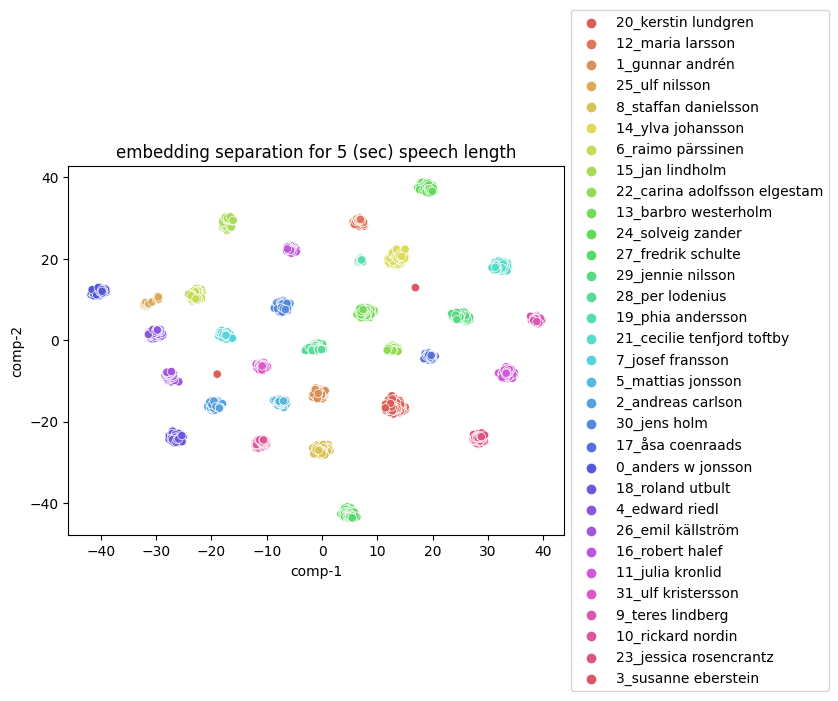 embedding separation for 5 (sec) speech length
40
20
0
−20
−40
comp-2
−40
−30
−20
−10
0
10
20
30
40
comp-1
20_kerstin lundgren
12_maria larsson
1_gunnar andrén
25_ulf nilsson
8_staffan danielsson
14_ylva johansson
6_raimo pärssinen
15_jan lindholm
22_carina adolfsson elgestam
13_barbro westerholm
24_solveig zander
27_fredrik schulte
29_jennie nilsson
28_per lodenius
19_phia andersson
21_cecilie tenfjord toftby
7_josef fransson
5_mattias jonsson
2_andreas carlson
30_jens holm
17_åsa coenraads
0_anders w jonsson
18_roland utbult
4_edward riedl
26_emil källström
16_robert halef
11_julia kronlid
31_ulf kristersson
9_teres lindberg
10_rickard nordin
23_jessica rosencrantz
3_susanne eberstein